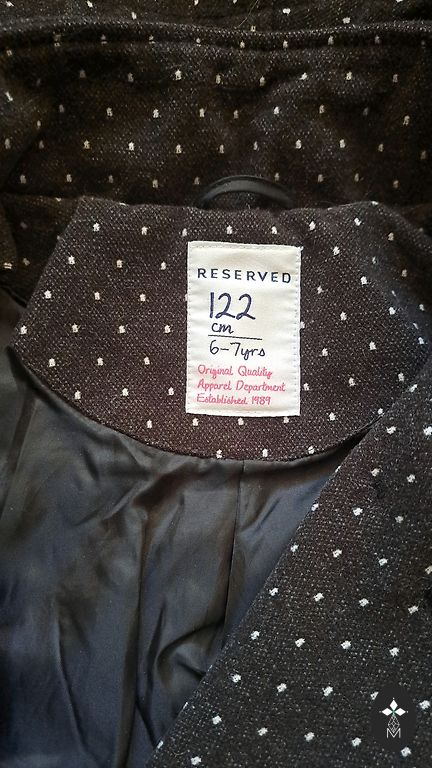 RESERVED
122
cm
6-7yrs
Original Quality
Apparel Department
Established 1989